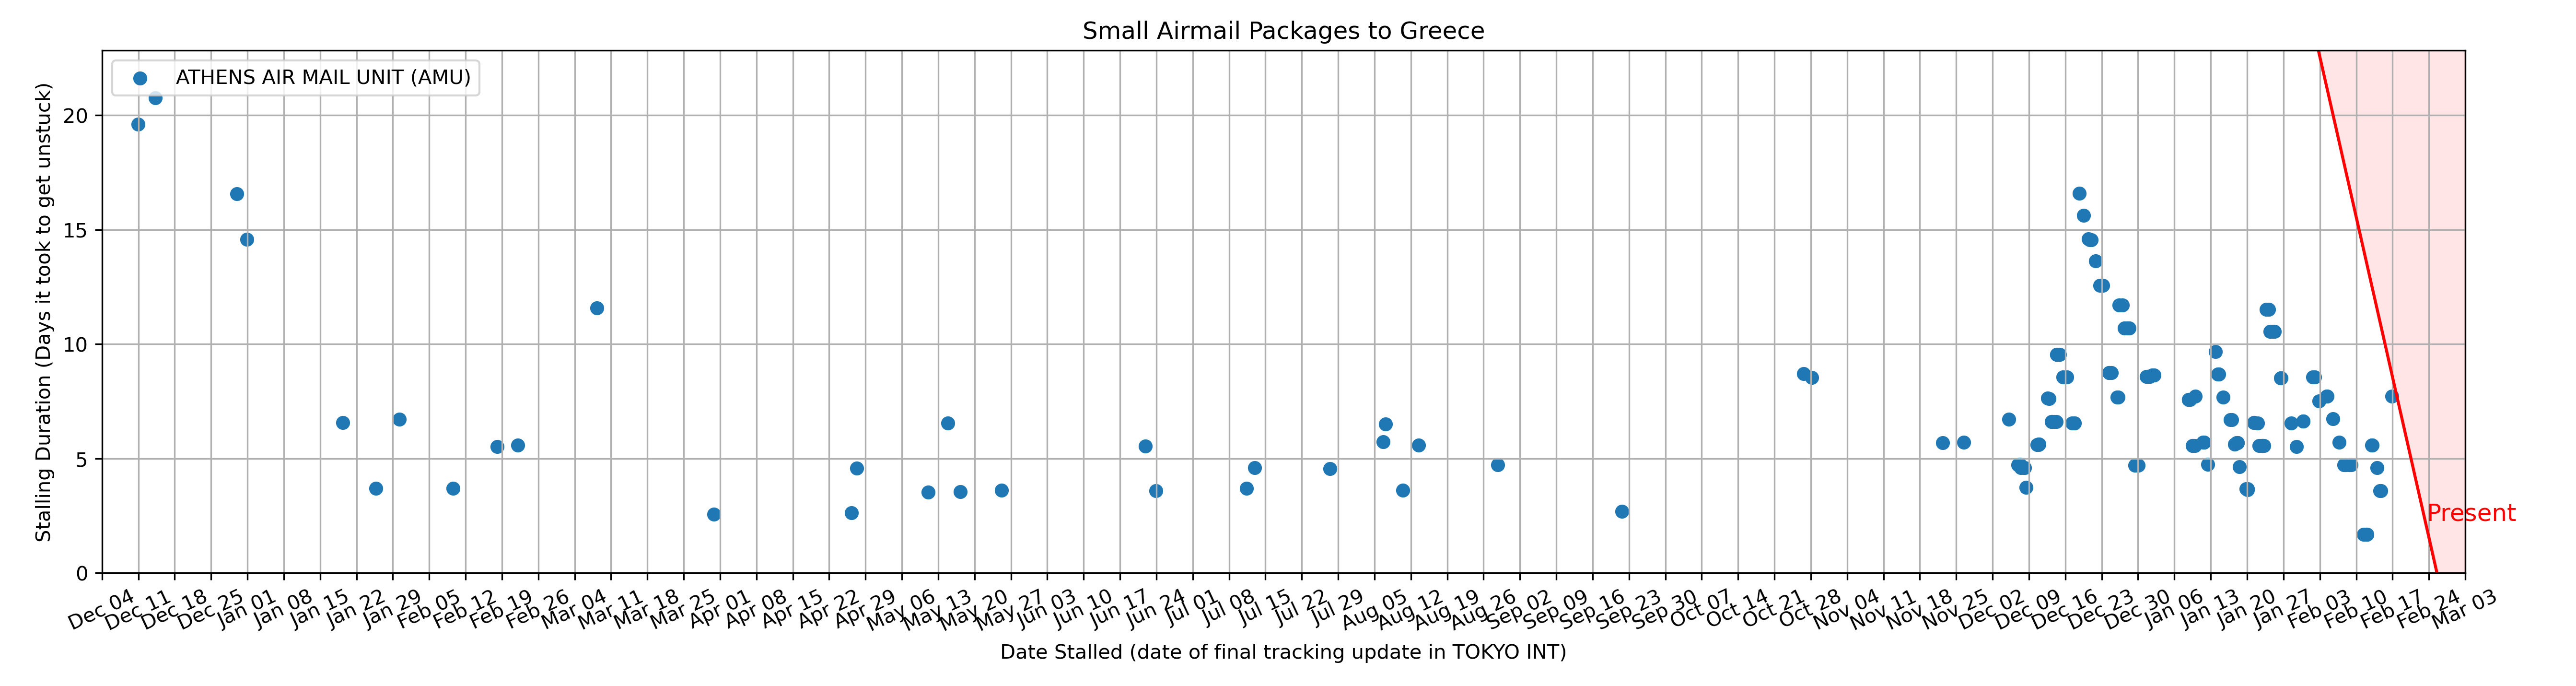 Small Airmail Packages to Greece
ATHENS AIR MAIL UNIT (AMU)
Stalling Duration (Days it took to get unstuck)
20
15
10
5
0
Present
Dec 04
Dec 11
Dec 18
Dec 25
Jan 01
Jan 08
Jan 15
Jan 22
Jan 29
Feb 05
Feb 12
Feb 19
Feb 26
Mar 04
Mar 11
Mar 18
Mar 25
Apr 01
Apr 08
Apr 15
Apr 22
Apr 29
May 06
May 13
May 20
May 27
Jun 03
Jun 10
Jun 17
Jun 24
Jul 01
Jul 08
Jul 15
Jul 22
Jul 29
Aug 05
Aug 12
Aug 19
Aug 26
Sep 02
Sep 09
Sep 16
Sep 23
Sep 30
Oct 07
Oct 14
Oct 21
Oct 28
Nov 04
Nov 11
Nov 18
Nov 25
Dec 02
Dec 09
Dec 16
Dec 23
Dec 30
Jan 06
Jan 13
Jan 20
Jan 27
Feb 03
Feb 10
Feb 17
Feb 24
Mar 03
Date Stalled (date of final tracking update in TOKYO INT)